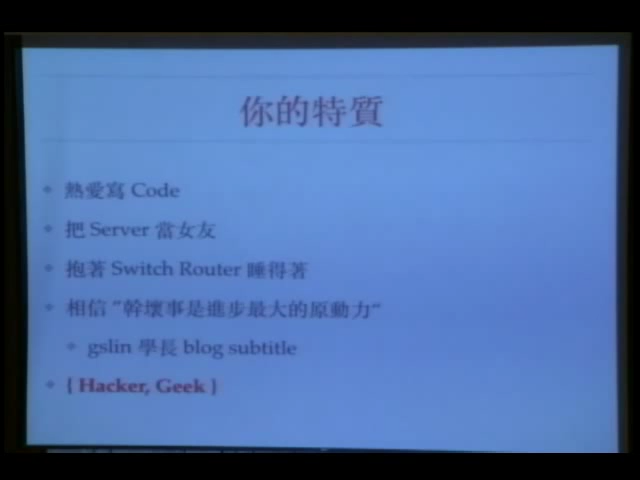 你的特質
熱愛寫 Code
把 Server 當女友
抱著 Switch Router 睡得著
相信 “幹壞事是進步最大的原動力”
gslin 學長 blog subtitle
{ Hacker, Geek }